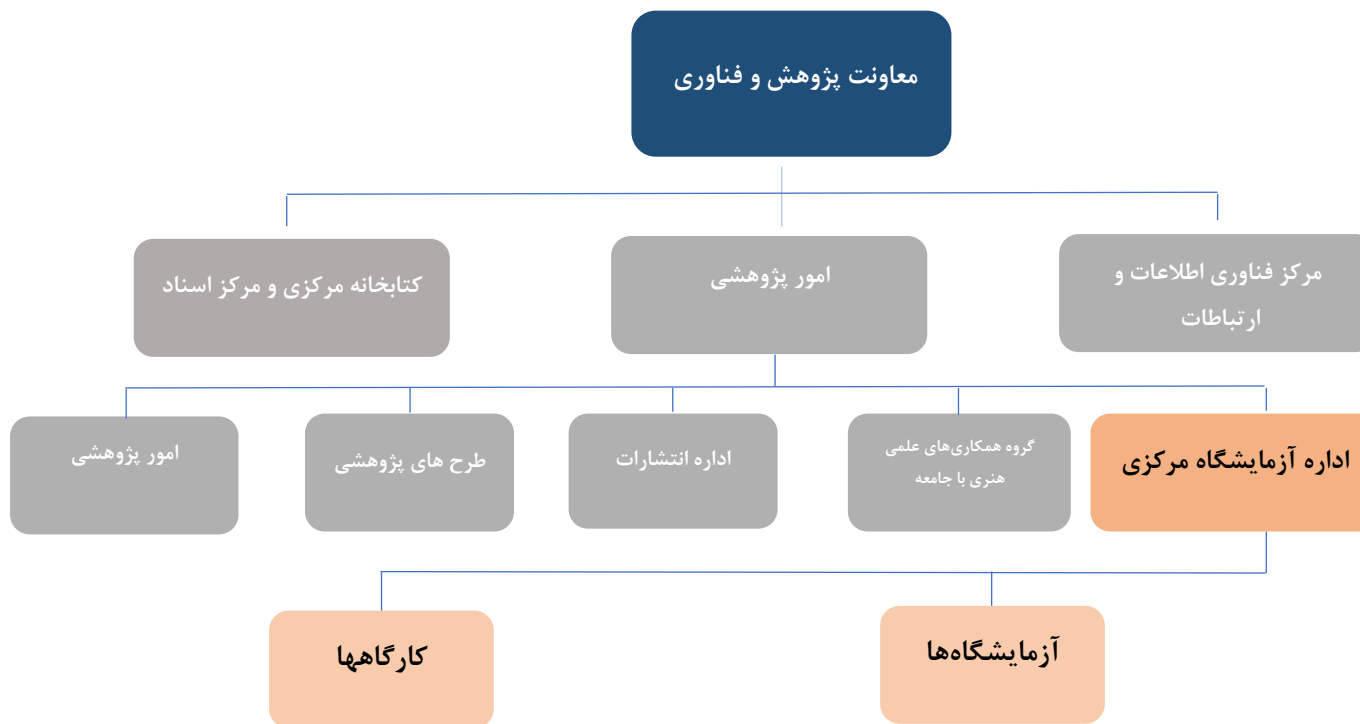 معاونت پژوهش و فناوری
مرکز فناوری اطلاعات و
ارتباطات
امور پژوهشی
کتابخانه مرکزی و مرکز اسناد
اداره آزمایشگاه مرکزی
گروه همکاری‌های علمی
هنری با جامعه
اداره انتشارات
طرح های پژوهشی
امور پژوهشی
آزمایشگاه‌ها
کارگاهها